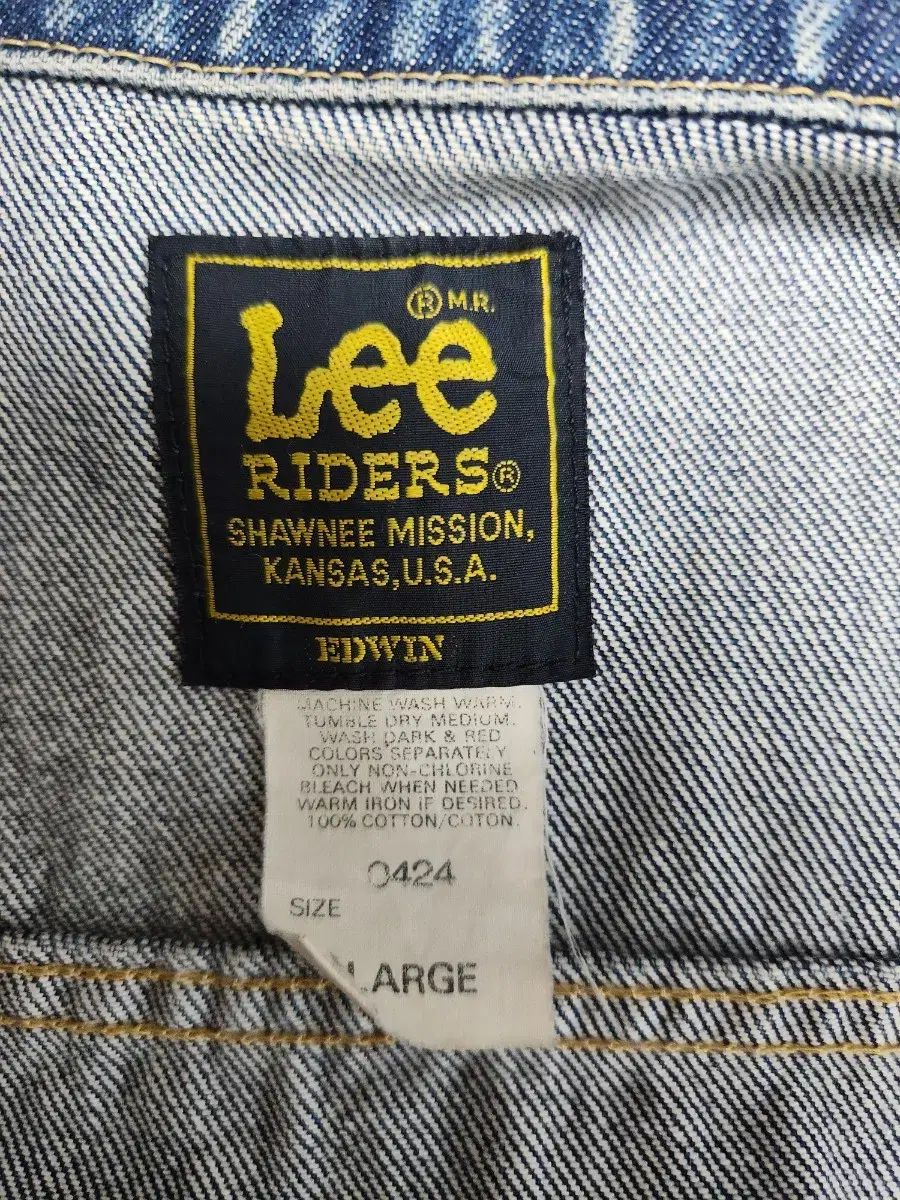 ® M.R.
Lee
RIDERS®
SHAWNEE MISSION,
KANSAS, U.S.A.
EDWIN
MACHINE WASH WARM.
TUMBLE DRY MEDIUM.
WASH DARK & RED
COLORS SEPARATELY
ONLY NON-CHLORINE
BLEACH WHEN NEEDED
WARM IRON IF DESIRED.
100% COTTON/COTON.
0424
SIZE
LARGE